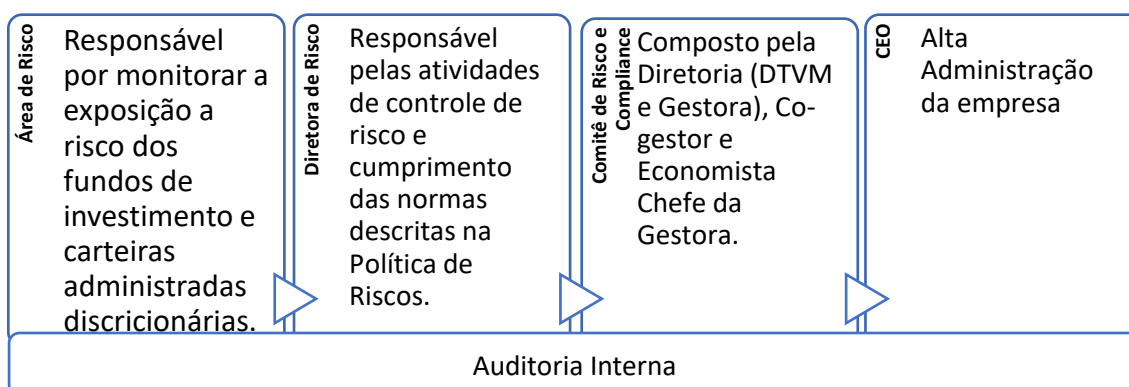 Área de Risco
Responsável
por monitorar a
exposição a
risco dos
fundos de
investimento e
carteiras
administradas
discricionárias.
Diretora de Risco
Responsável
pelas atividades
de controle de
risco e
cumprimento
das normas
descritas na
Política de
Riscos.
Comitê de Risco e
Compliance
Composto pela
Diretoria (DTVM
e Gestora), Co-
gestor e
Economista
Chefe da
Gestora.
CEO
Alta
Administração
da empresa
Auditoria Interna